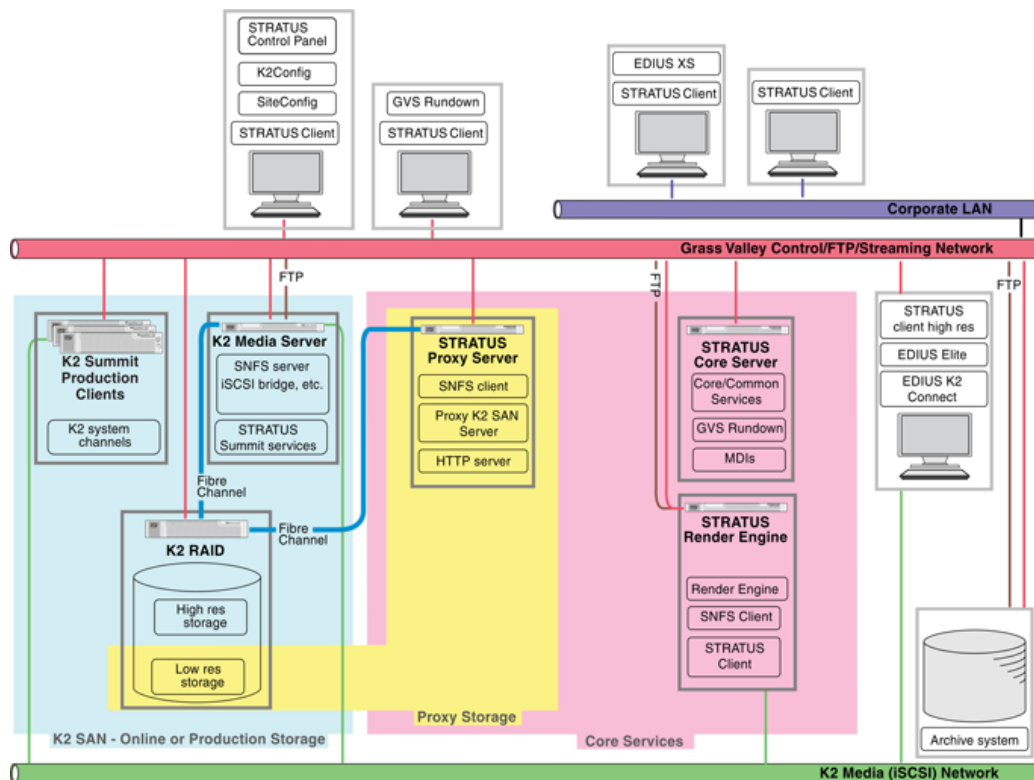 STRATUS
Control Panel
K2Config
SiteConfig
STRATUS Client
GVS Rundown
STRATUS Client
EDIUS XS
STRATUS Client
STRATUS Client
Corporate LAN
Grass Valley Control/FTP/Streaming Network
FTP
FTP
FTP
K2 Summit
Production
Clients
K2 system
channels
K2 Media Server
SNFS server
iSCSI bridge, etc.
STRATUS
Summit services
STRATUS
Proxy Server
SNFS client
Proxy K2 SAN
Server
HTTP server
STRATUS
Core Server
Core/Common
Services
GVS Rundown
MDIs
STRATUS
client high res
EDIUS Elite
EDIUS K2
Connect
Fibre
Channel
Fibre
Channel
K2 RAID
High res
storage
Low res
storage
STRATUS
Render Engine
Render Engine
SNFS Client
STRATUS
Client
Archive system
Proxy Storage
K2 SAN - Online or Production Storage
Core Services
K2 Media (iSCSI) Network